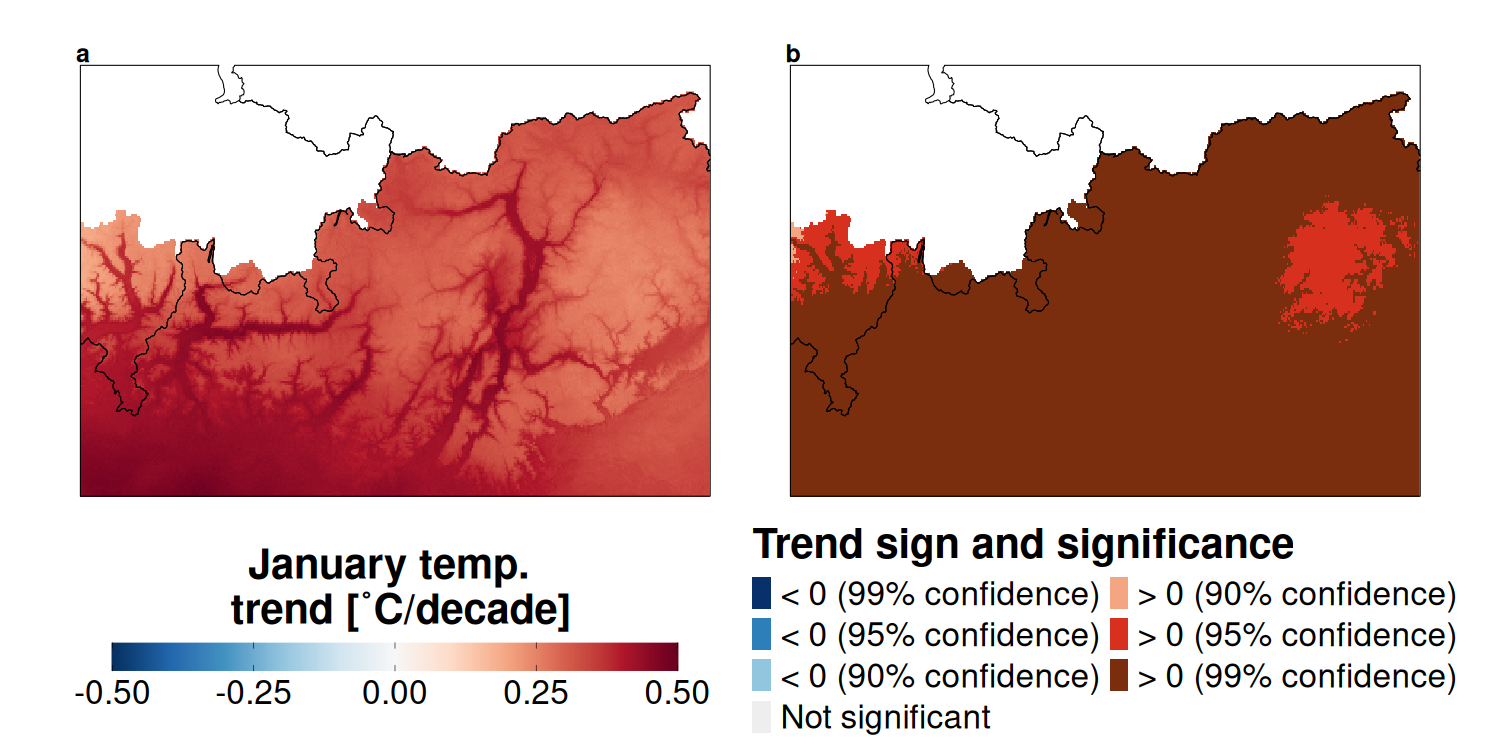 a
b
January temp.
trend [˚C/decade]
-0.50 -0.25 0.00 0.25 0.50
Trend sign and significance
< 0 (99% confidence) > 0 (90% confidence)
< 0 (95% confidence) > 0 (95% confidence)
< 0 (90% confidence) > 0 (99% confidence)
Not significant